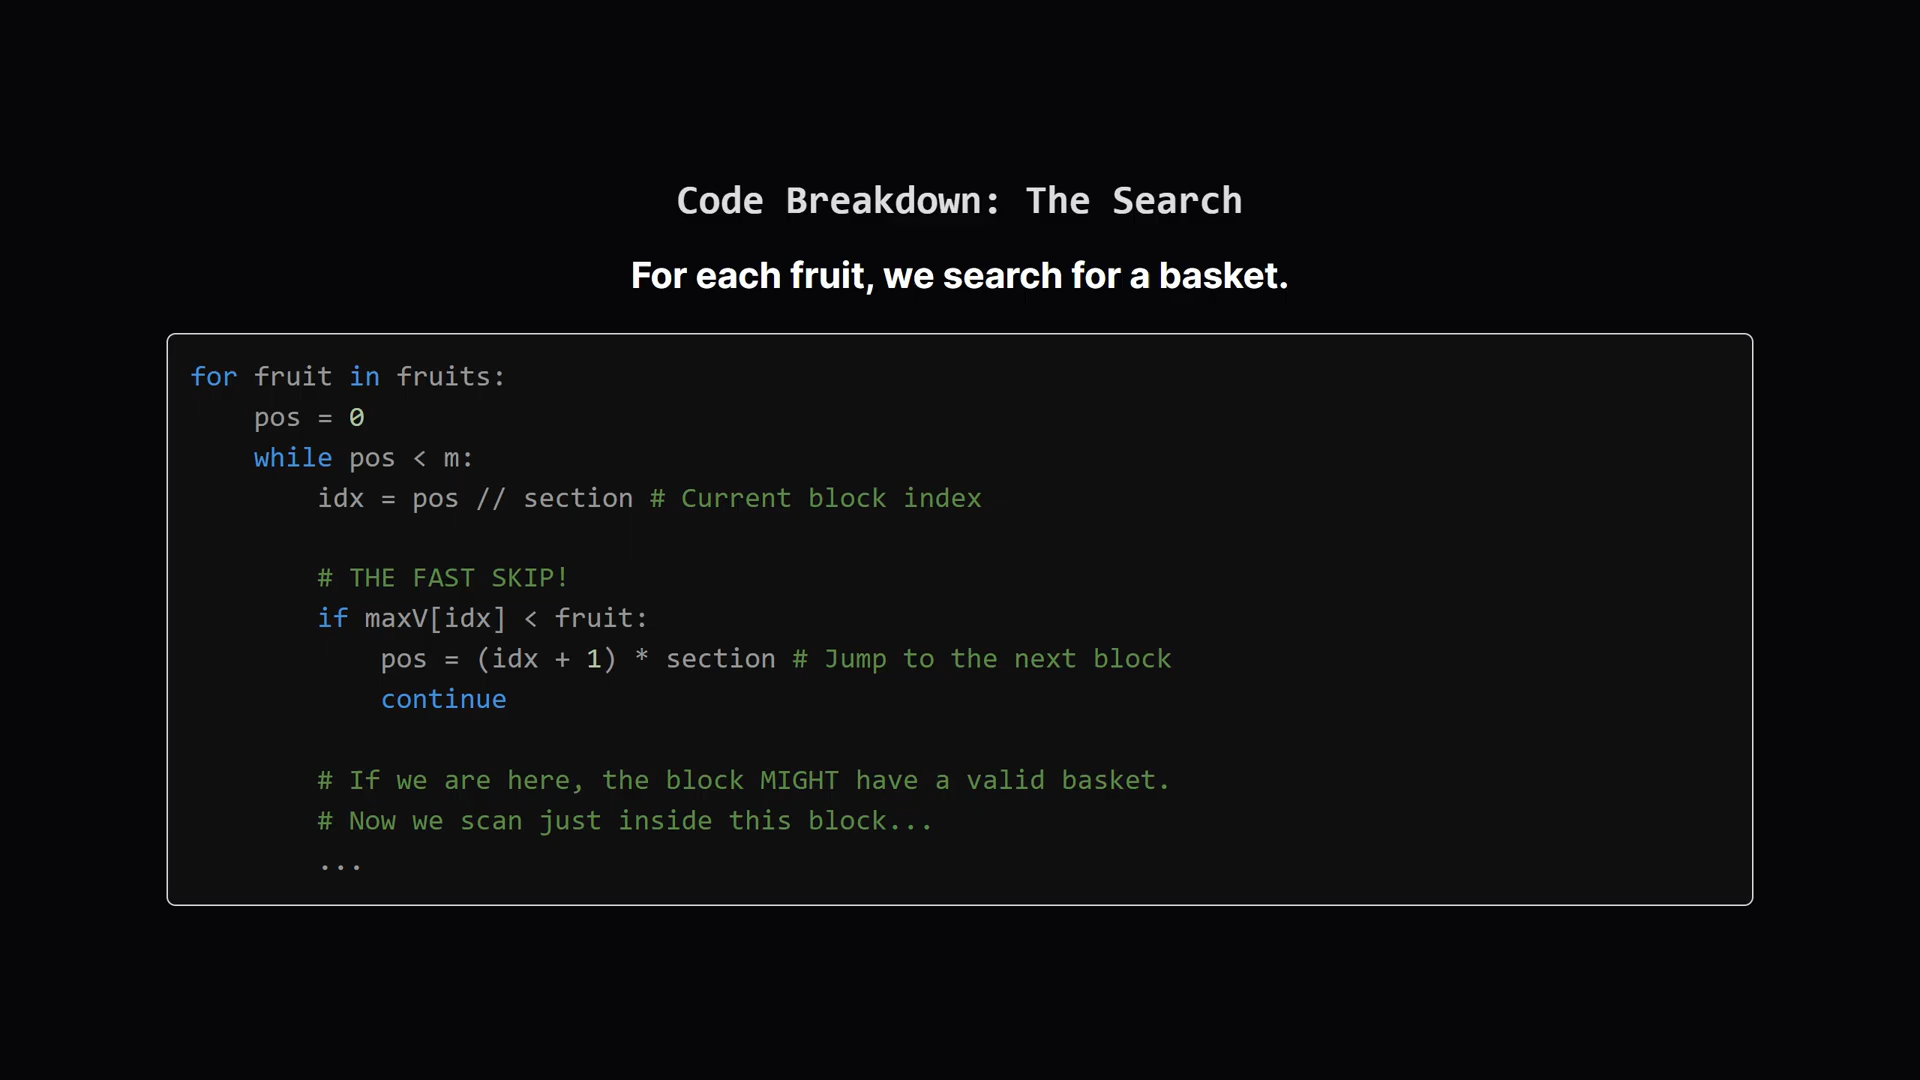 Code Breakdown: The Search
For each fruit, we search for a basket.
for fruit in fruits:
    pos = 0
    while pos < m:
        idx = pos // section # Current block index

        # THE FAST SKIP!
        if maxV[idx] < fruit:
            pos = (idx + 1) * section # Jump to the next block
            continue

        # If we are here, the block MIGHT have a valid basket.
        # Now we scan just inside this block...
        ...